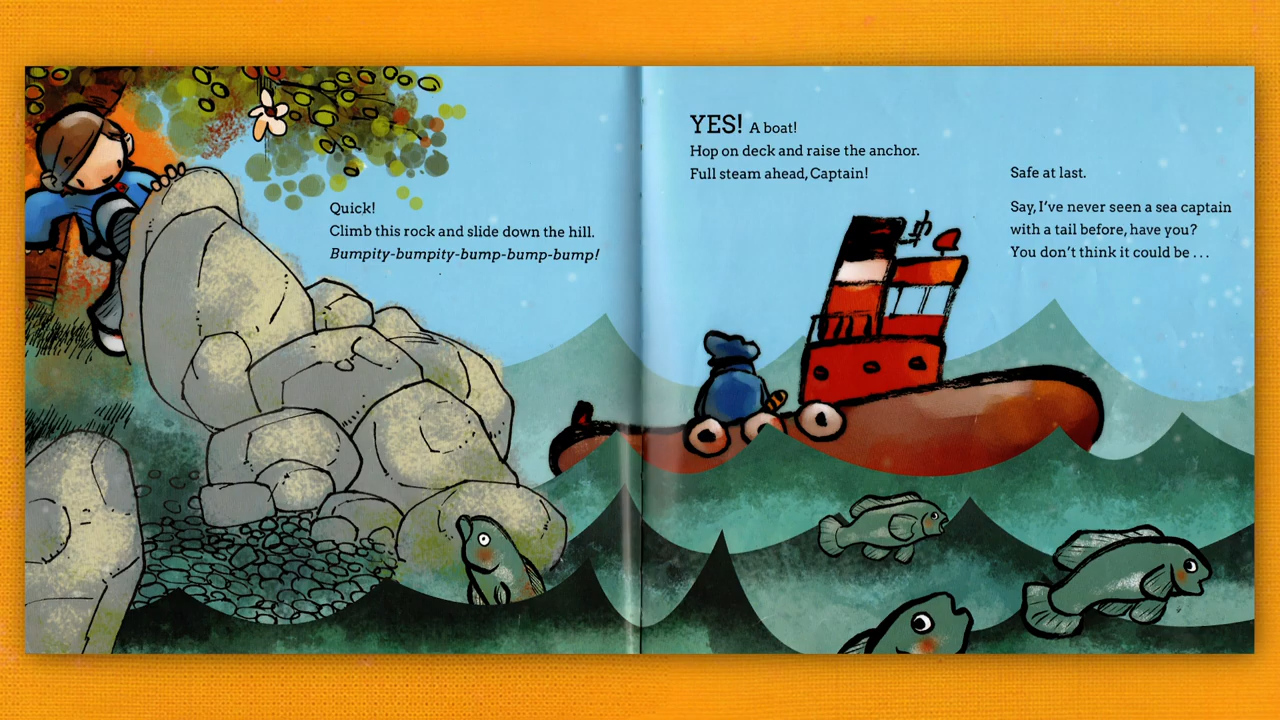 Quick!
Climb this rock and slide down the hill.
Bumpity-bumpity-bump-bump-bump!
YES! A boat!
Hop on deck and raise the anchor.
Full steam ahead, Captain!
Safe at last.
Say, I've never seen a sea captain
with a tail before, have you?
You don't think it could be . . .